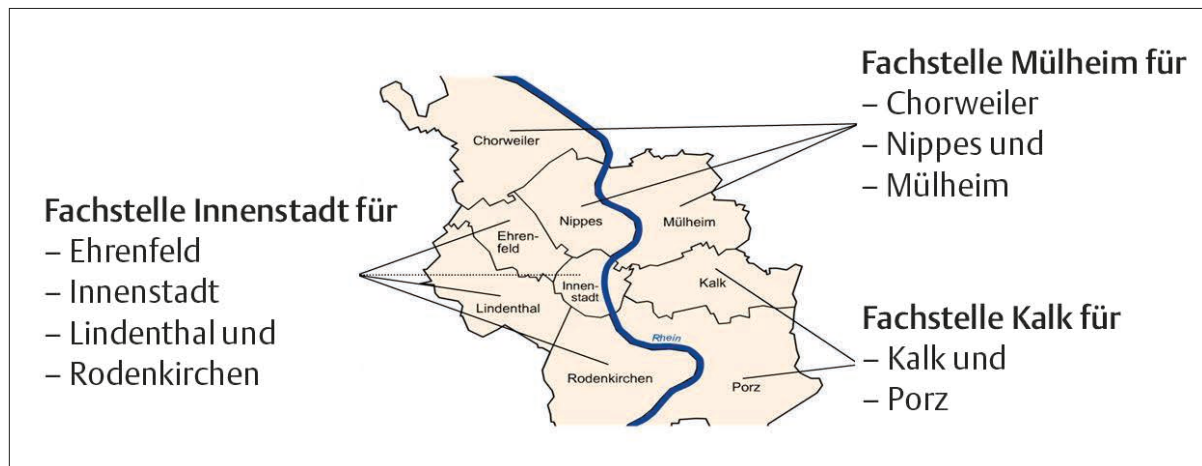 Fachstelle Mülheim für
– Chorweiler
– Nippes und
– Mülheim
Fachstelle Innenstadt für
– Ehrenfeld
– Innenstadt
– Lindenthal und
– Rodenkirchen
Fachstelle Kalk für
– Kalk und
– Porz
Chorweiler
Nippes
Mülheim
Ehren-
feld
Innen-
stadt
Kalk
Lindenthal
Rhein
Rodenkirchen
Porz